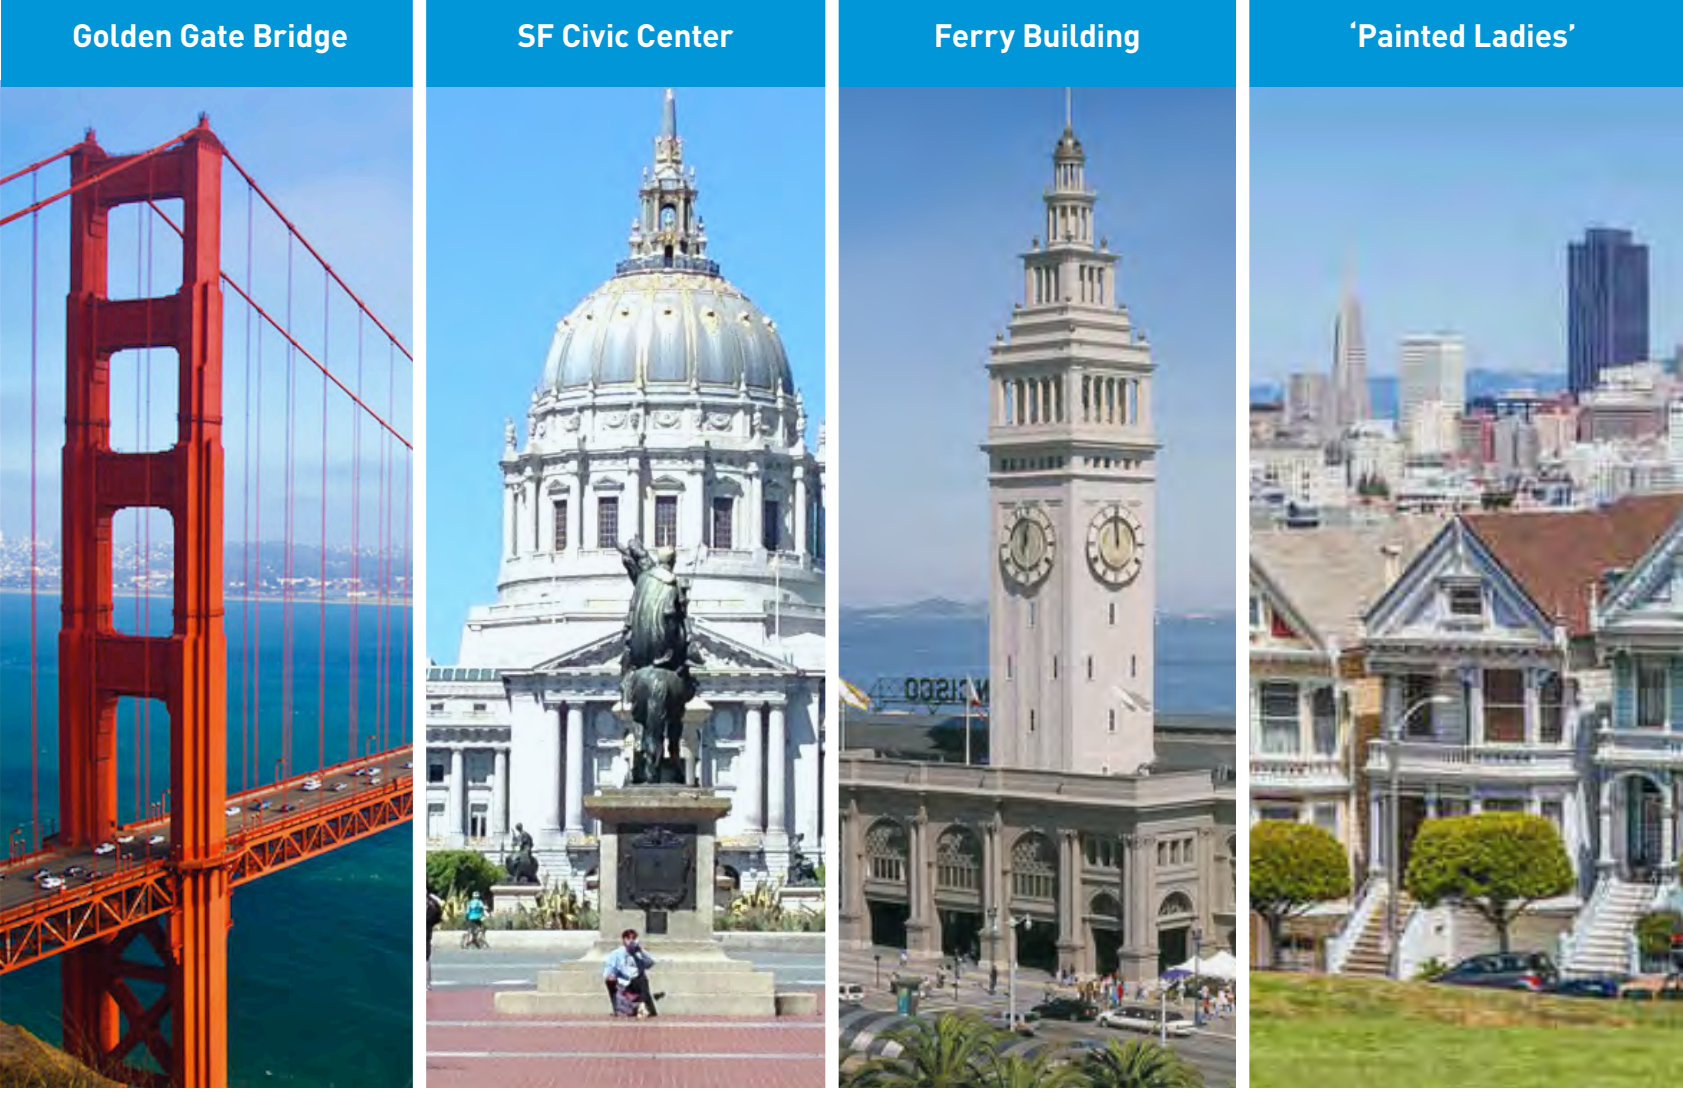 Golden Gate Bridge
SF Civic Center
Ferry Building
‘Painted Ladies’